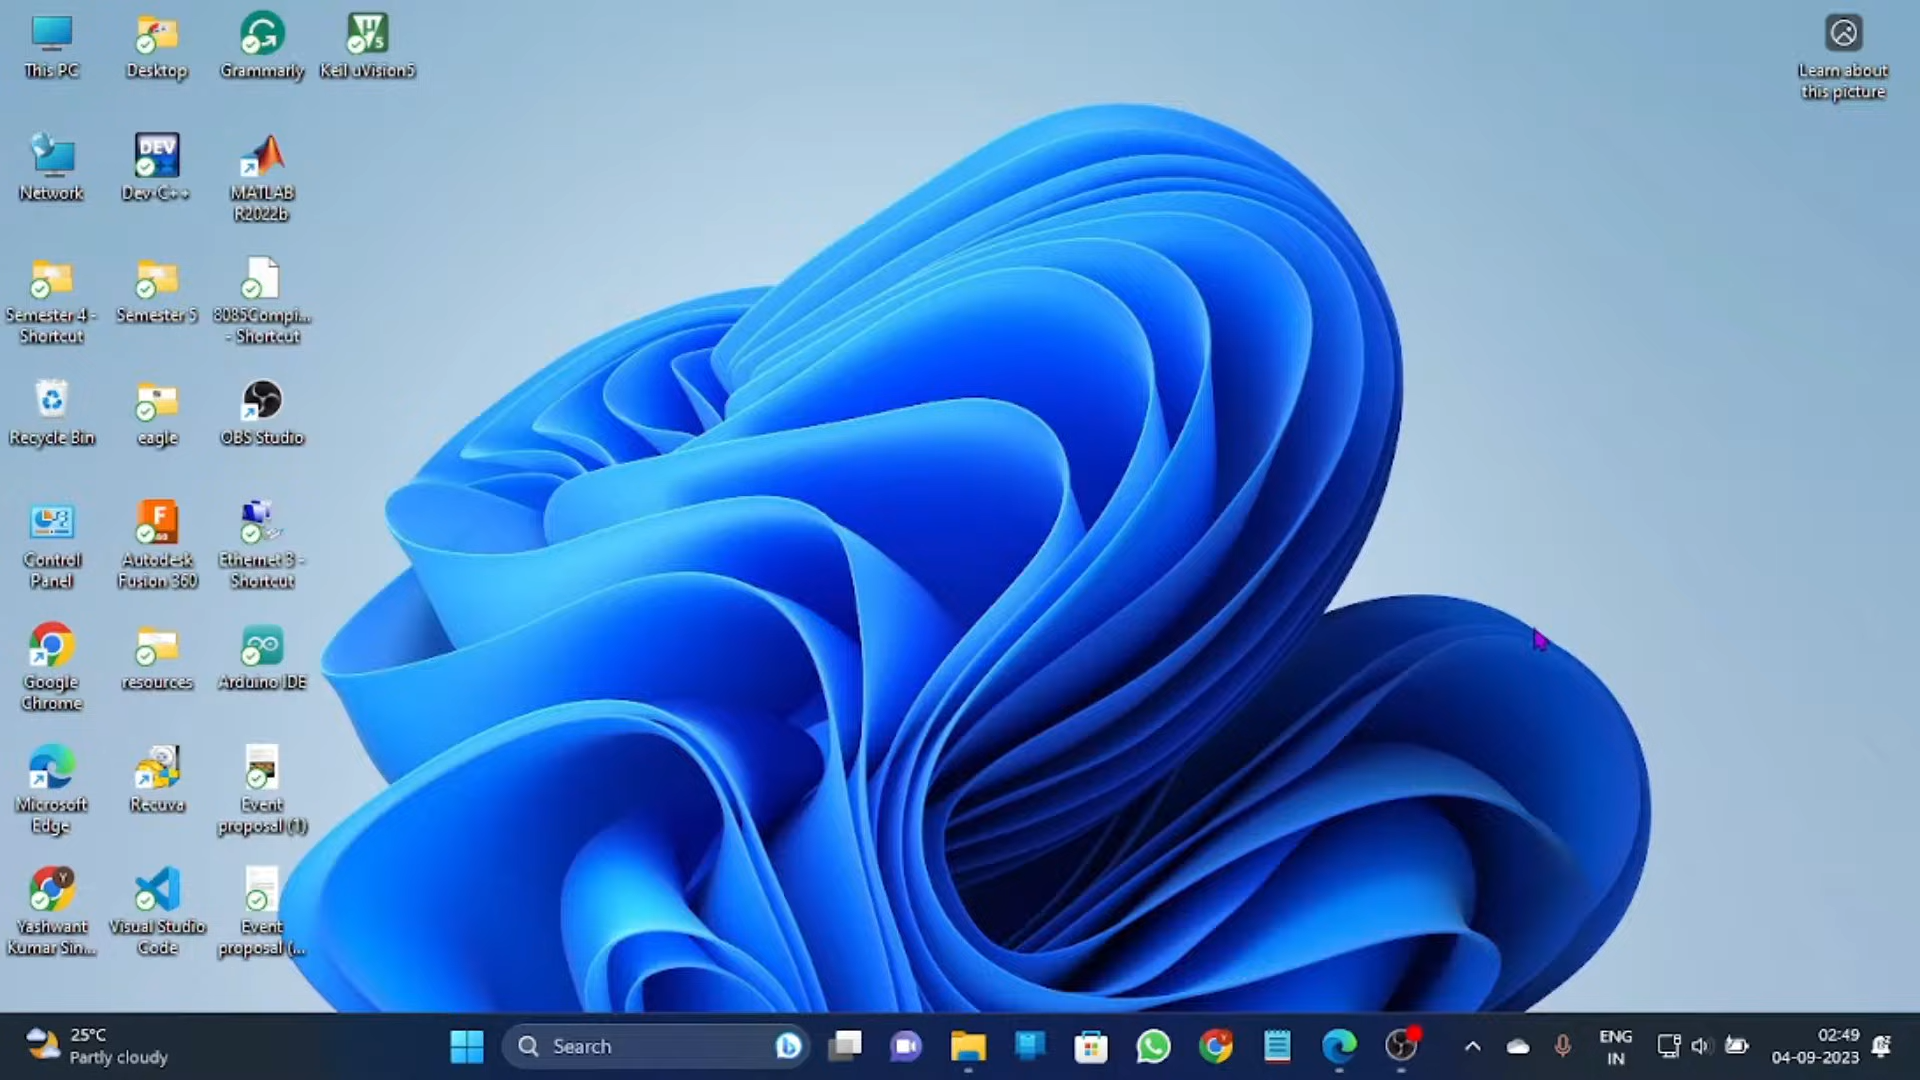 This PC
Desktop
Grammarly
Keil uVision5
Learn about
this picture
Network
Dev-C++
MATLAB
R2022b
Semester 4 -
Shortcut
Semester 5
8085Compi...
- Shortcut
Recycle Bin
eagle
OBS Studio
Control
Panel
Autodesk
Fusion 360
Ethernet 3 -
Shortcut
Google
Chrome
resources
Arduino IDE
Microsoft
Edge
Recuva
Event
proposal (1)
Yashwant
Kumar Sin...
Visual Studio
Code
Event
proposal (...
25°C
Partly cloudy
Search
ENG
IN
02:49
04-09-2023